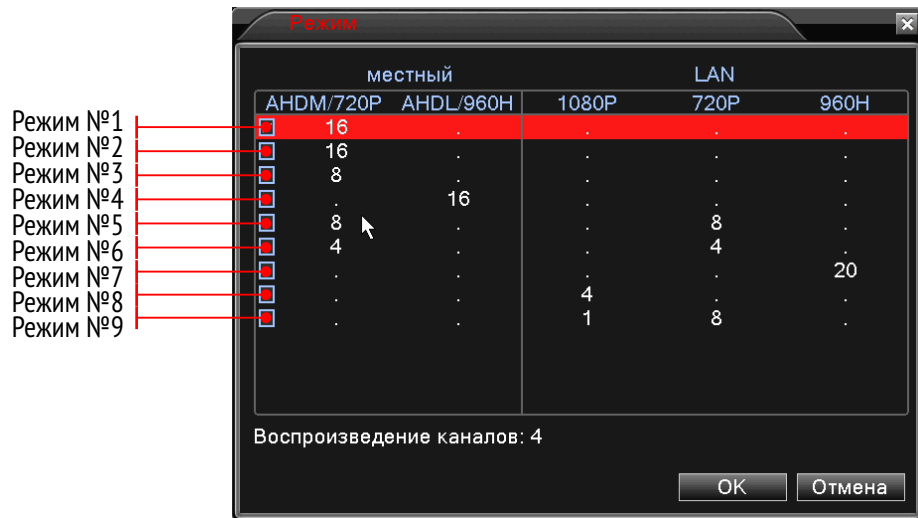 Режим
местный LAN
AHDM/720P AHDL/960H 1080P 720P 960H
Режим №1 16 . . . .
Режим №2 16 . . . .
Режим №3 8 . . . .
Режим №4 . 16 . . .
Режим №5 8 . . 8 .
Режим №6 4 . . 4 .
Режим №7 . . . . 20
Режим №8 . . 4 . .
Режим №9 . . 1 8 .
Воспроизведение каналов: 4
OK Отмена